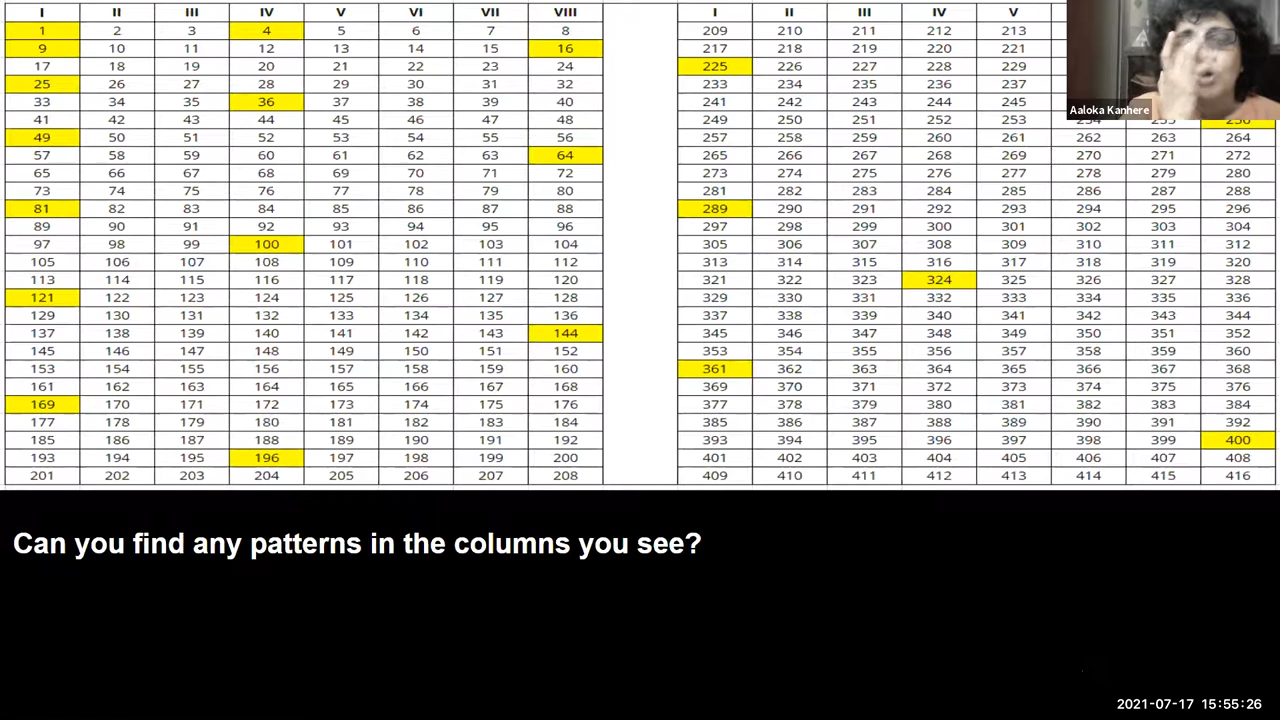 I II III IV V VI VII VIII
1 2 3 4 5 6 7 8
9 10 11 12 13 14 15 16
17 18 19 20 21 22 23 24
25 26 27 28 29 30 31 32
33 34 35 36 37 38 39 40
41 42 43 44 45 46 47 48
49 50 51 52 53 54 55 56
57 58 59 60 61 62 63 64
65 66 67 68 69 70 71 72
73 74 75 76 77 78 79 80
81 82 83 84 85 86 87 88
89 90 91 92 93 94 95 96
97 98 99 100 101 102 103 104
105 106 107 108 109 110 111 112
113 114 115 116 117 118 119 120
121 122 123 124 125 126 127 128
129 130 131 132 133 134 135 136
137 138 139 140 141 142 143 144
145 146 147 148 149 150 151 152
153 154 155 156 157 158 159 160
161 162 163 164 165 166 167 168
169 170 171 172 173 174 175 176
177 178 179 180 181 182 183 184
185 186 187 188 189 190 191 192
193 194 195 196 197 198 199 200
201 202 203 204 205 206 207 208
I II III IV V
209 210 211 212 213
217 218 219 220 221
225 226 227 228 229
233 234 235 236 237
241 242 243 244 245
249 250 251 252 253
257 258 259 260 261 262 263 264
265 266 267 268 269 270 271 272
273 274 275 276 277 278 279 280
281 282 283 284 285 286 287 288
289 290 291 292 293 294 295 296
297 298 299 300 301 302 303 304
305 306 307 308 309 310 311 312
313 314 315 316 317 318 319 320
321 322 323 324 325 326 327 328
329 330 331 332 333 334 335 336
337 338 339 340 341 342 343 344
345 346 347 348 349 350 351 352
353 354 355 356 357 358 359 360
361 362 363 364 365 366 367 368
369 370 371 372 373 374 375 376
377 378 379 380 381 382 383 384
385 386 387 388 389 390 391 392
393 394 395 396 397 398 399 400
401 402 403 404 405 406 407 408
409 410 411 412 413 414 415 416
Aaloka Kanhere
Can you find any patterns in the columns you see?
2021-07-17 15:55:26